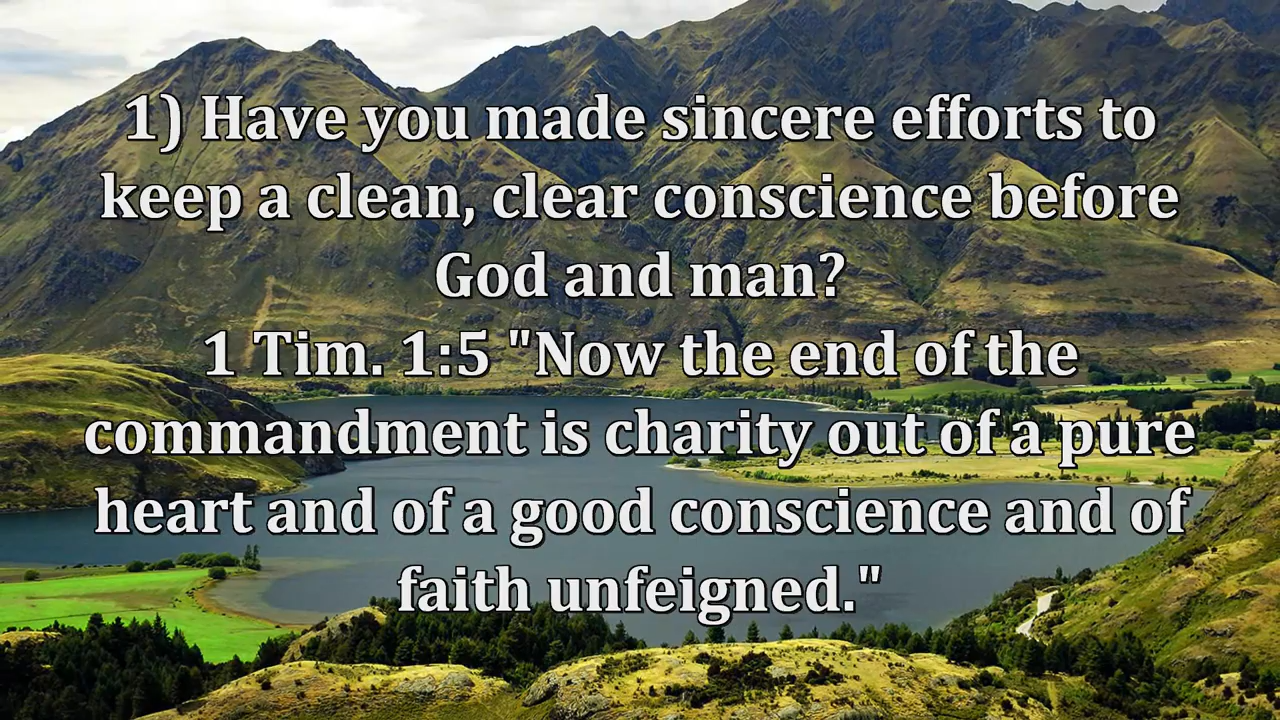 1) Have you made sincere efforts to
keep a clean, clear conscience before
God and man?
1 Tim. 1:5 "Now the end of the
commandment is charity out of a pure
heart and of a good conscience and of
faith unfeigned."